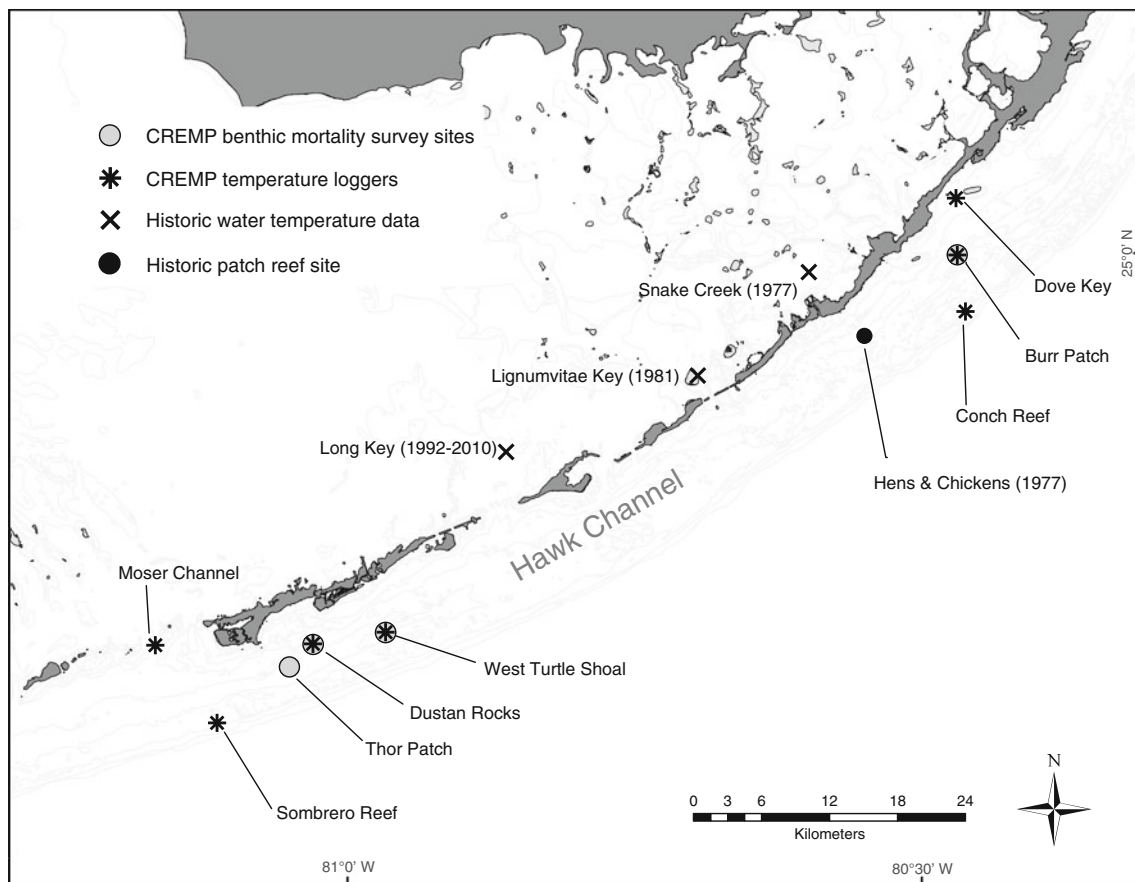 CREMP benthic mortality survey sites
CREMP temperature loggers
Historic water temperature data
Historic patch reef site
Snake Creek (1977)
Dove Key
25°0' N
Burr Patch
Lignumvitae Key (1981)
Conch Reef
Long Key (1992-2010)
Hens & Chickens (1977)
Hawk Channel
Moser Channel
West Turtle Shoal
Dustan Rocks
Thor Patch
Sombrero Reef
N
0 3 6 12 18 24
Kilometers
81°0' W
80°30' W